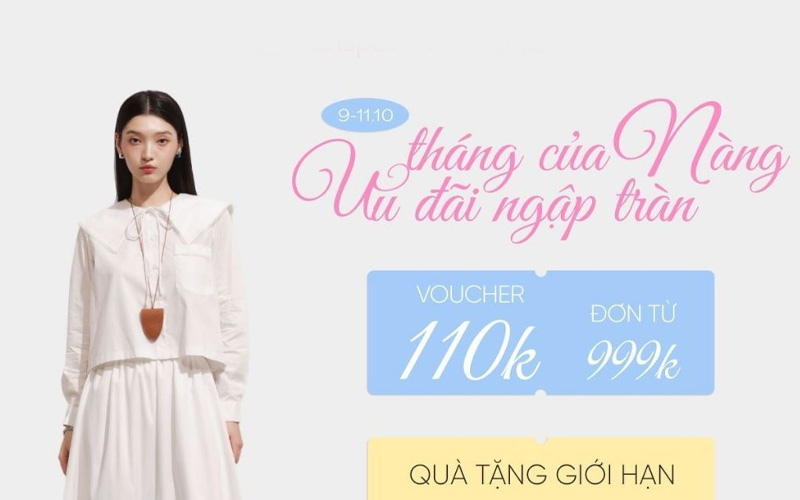 9-11.10
tháng của Nàng
Ưu đãi ngập tràn
VOUCHER
110k
ĐƠN TỪ
999k
QUÀ TẶNG GIỚI HẠN